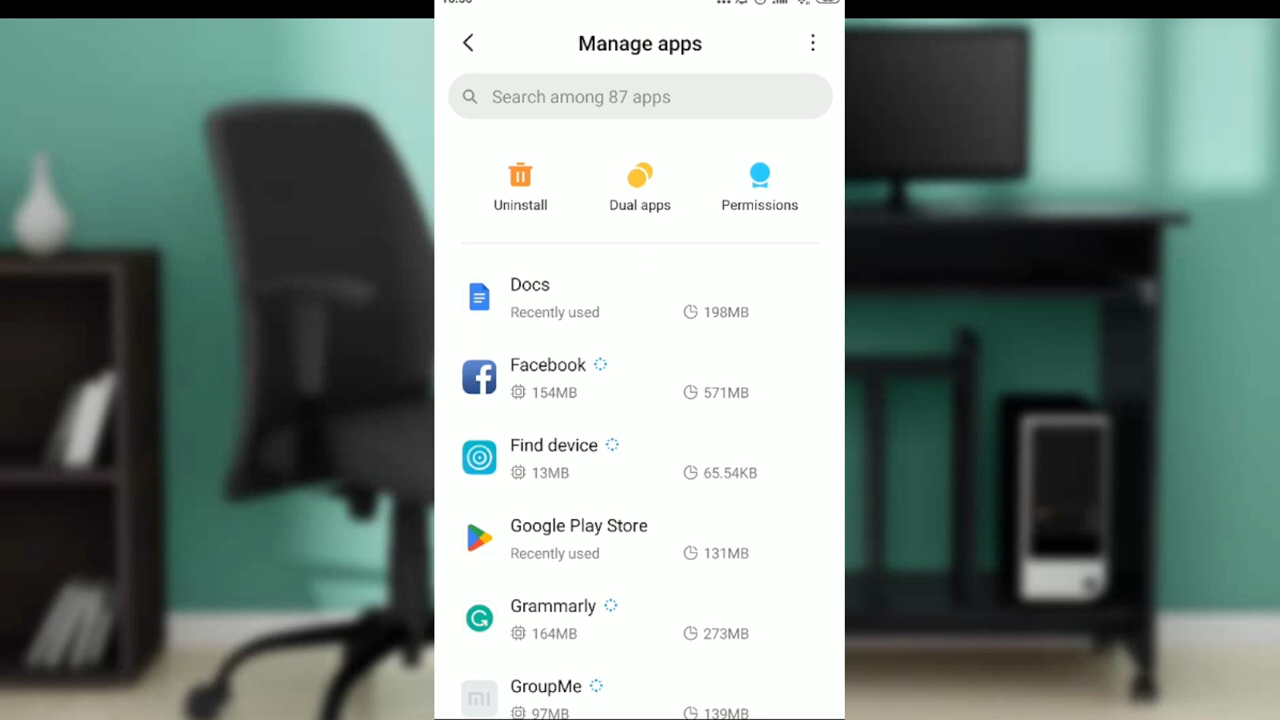 Manage apps
Search among 87 apps
Uninstall
Dual apps
Permissions
Docs
Recently used
198MB
Facebook
154MB
571MB
Find device
13MB
65.54KB
Google Play Store
Recently used
131MB
Grammarly
164MB
273MB
GroupMe
97MB
139MB